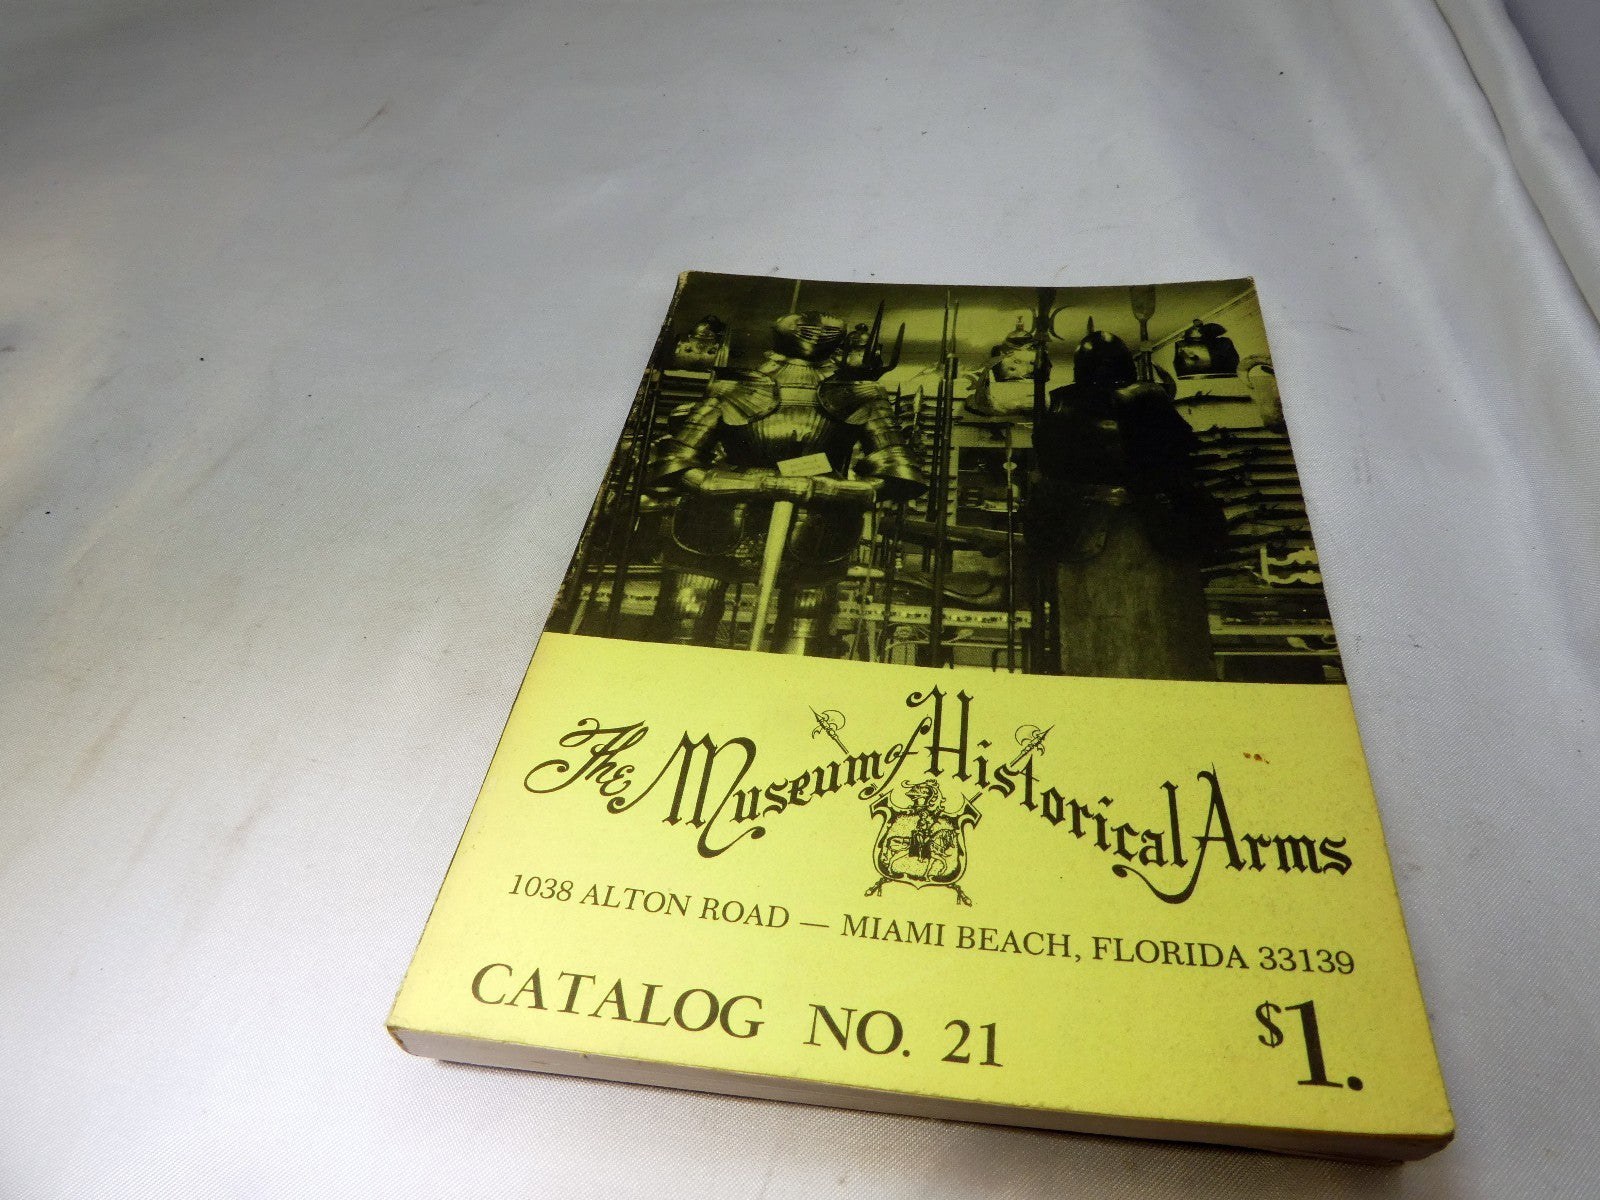 The Museum of Historical Arms
1038 ALTON ROAD — MIAMI BEACH, FLORIDA 33139
CATALOG NO. 21 $1.